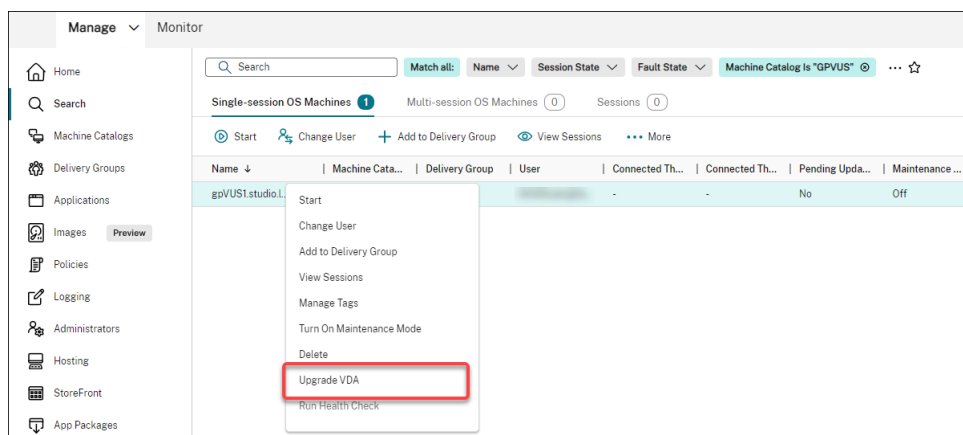 Manage Monitor
Home
Search
Machine Catalogs
Delivery Groups
Applications
Images Preview
Policies
Logging
Administrators
Hosting
StoreFront
App Packages
Search Match all: Name Session State Fault State Machine Catalog Is "GPVUS" ...
Single-session OS Machines 1 Multi-session OS Machines 0 Sessions 0
Start Change User Add to Delivery Group View Sessions ... More
Name ↓ Machine Cata... Delivery Group User Connected Th... Connected Th... Pending Upda... Maintenance ...
gpVUS1.studio.l... - - No Off
Start
Change User
Add to Delivery Group
View Sessions
Manage Tags
Turn On Maintenance Mode
Delete
Upgrade VDA
Run Health Check